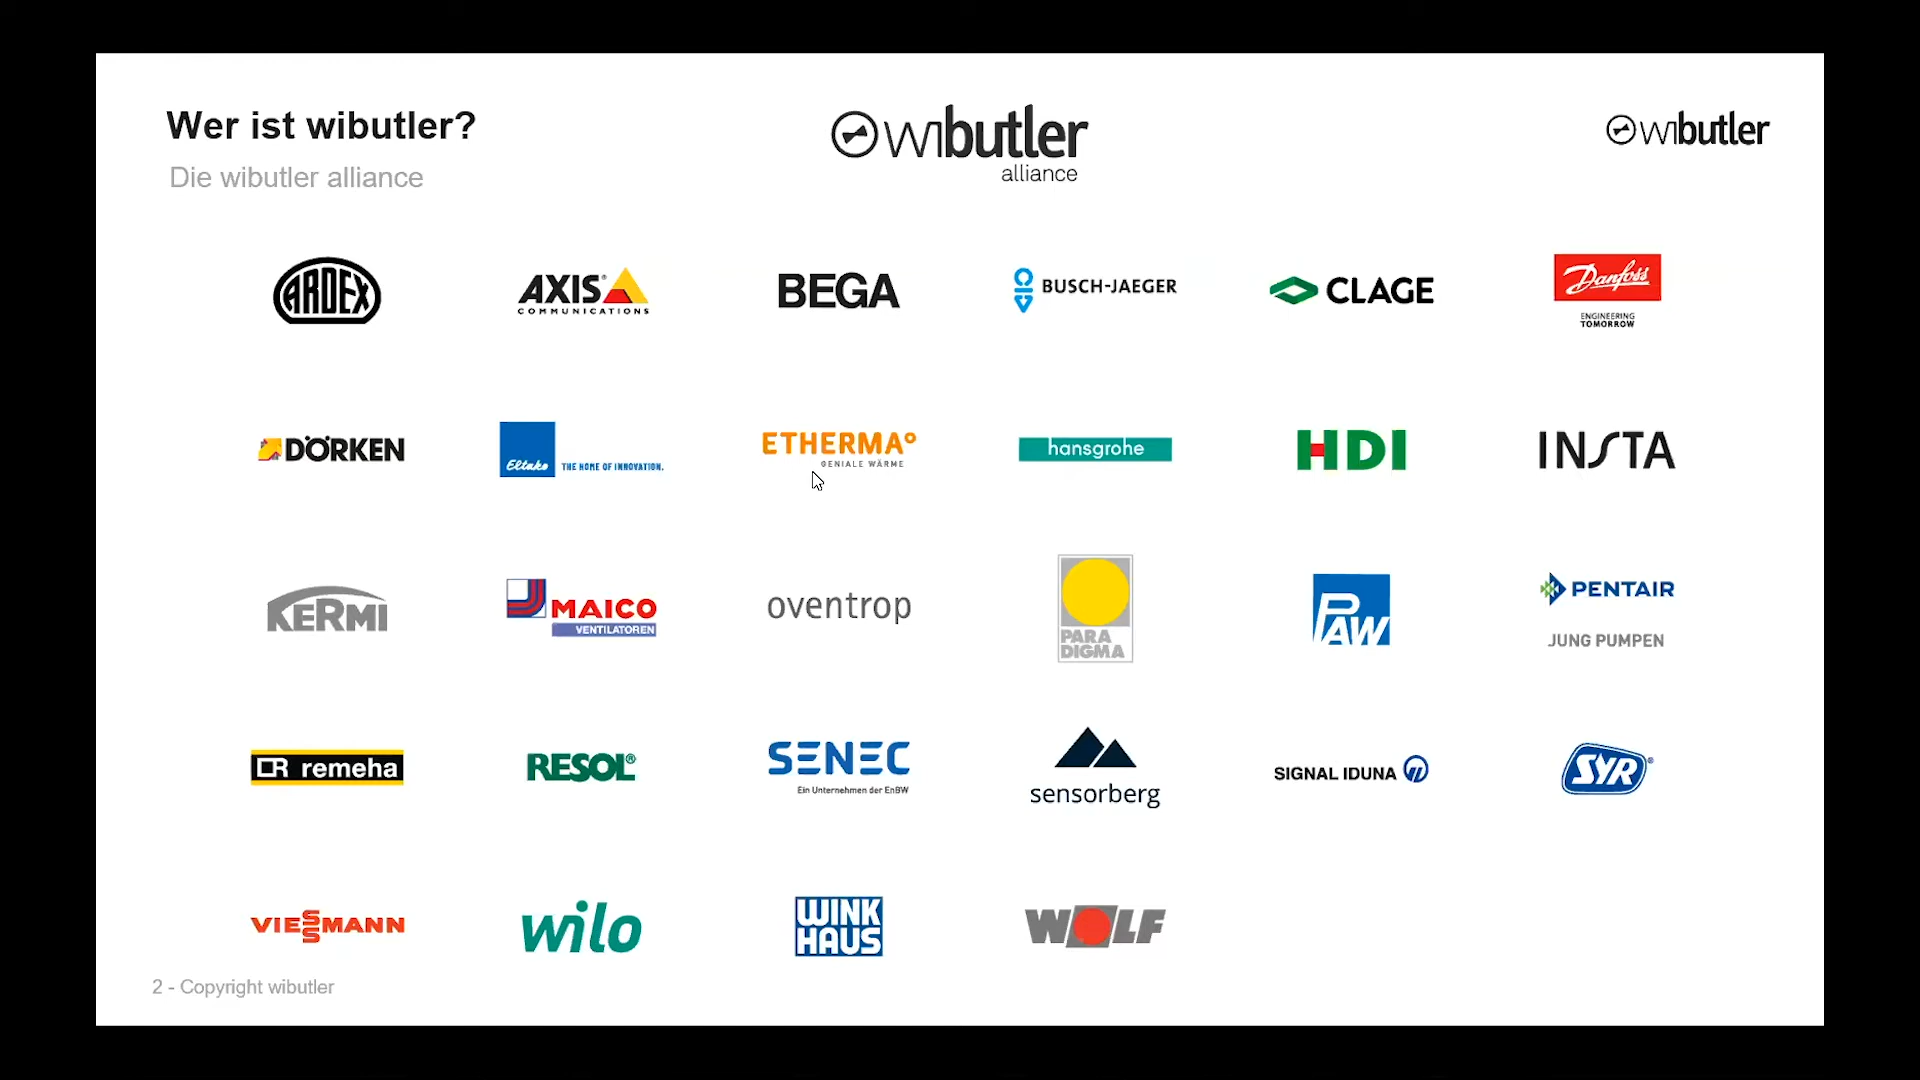 Wer ist wibutler?
Die wibutler alliance
wibutler
alliance
wibutler
ARDEX
AXIS®
COMMUNICATIONS
BEGA
BUSCH-JAEGER
CLAGE
Danfoss
ENGINEERING
TOMORROW
DÖRKEN
Eltako THE HOME OF INNOVATION.
ETHERMA°
GENIALE WÄRME
hansgrohe
HDI
INSTA
KERMI
MAICO
VENTILATOREN
oventrop
PARA
DIGMA
PAW
PENTAIR
JUNG PUMPEN
remeha
RESOL®
SENEC
Ein Unternehmen der EnBW
sensorberg
SIGNAL IDUNA
SYR®
VIESSMANN
wilo
WINK
HAUS
WOLF
2 - Copyright wibutler